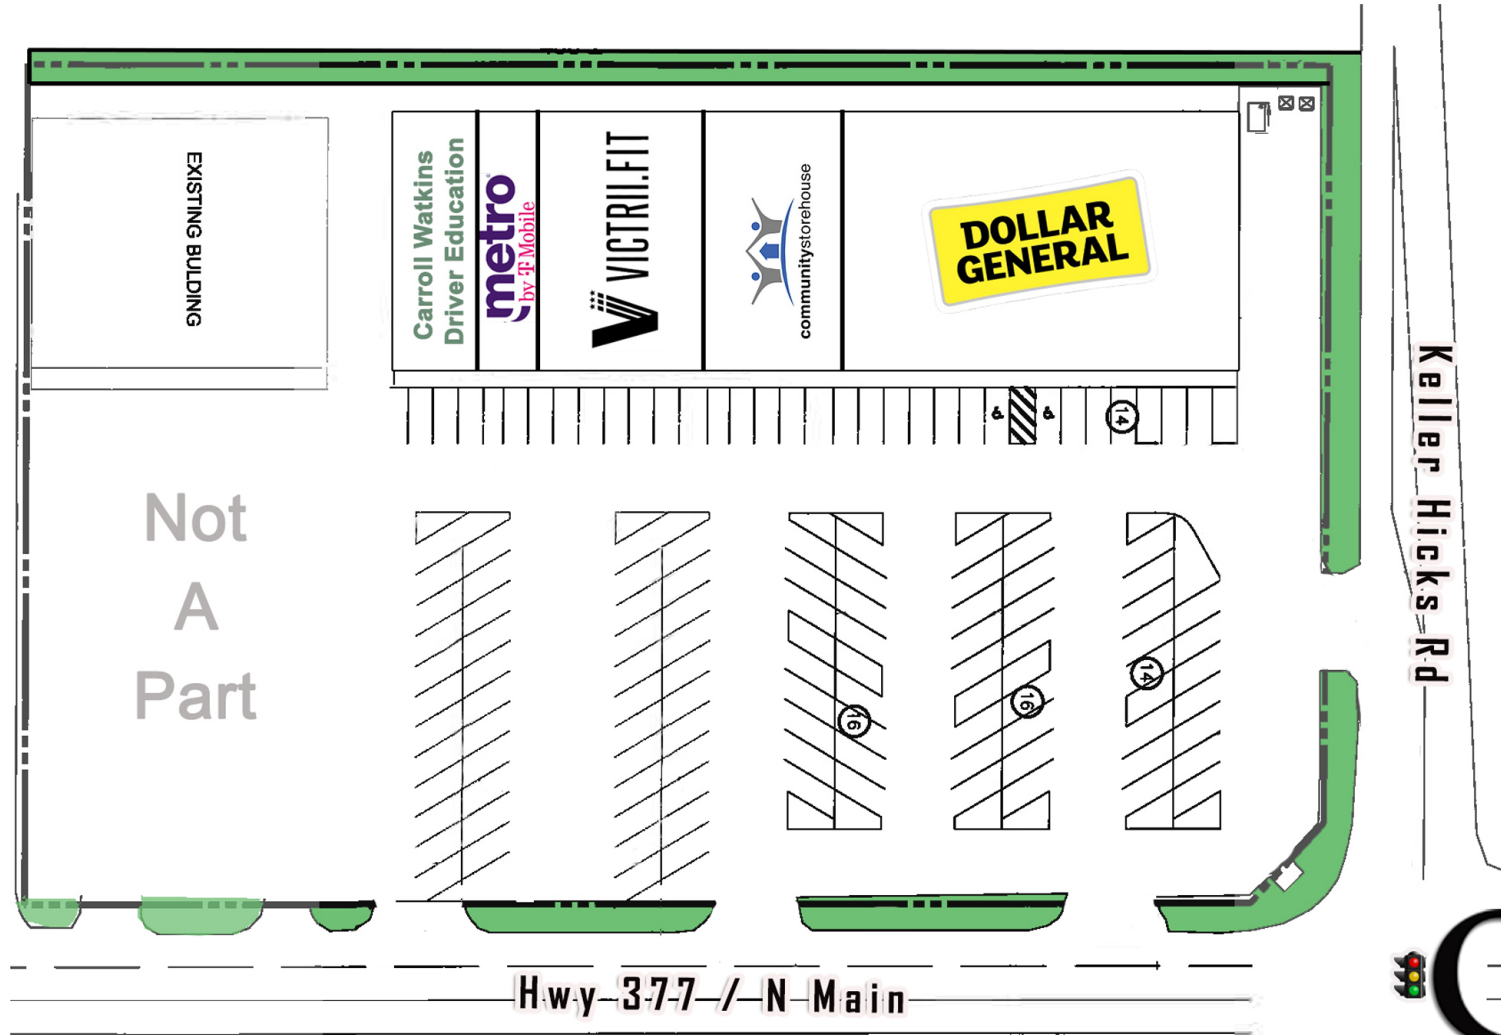 EXISTING BULDING
Carroll Watkins
Driver Education
metro
by T Mobile
VICTRII.FIT
communitystorehouse
DOLLAR
GENERAL
14
Not
A
Part
16
16
14
Keller Hicks Rd
Hwy 377 / N Main